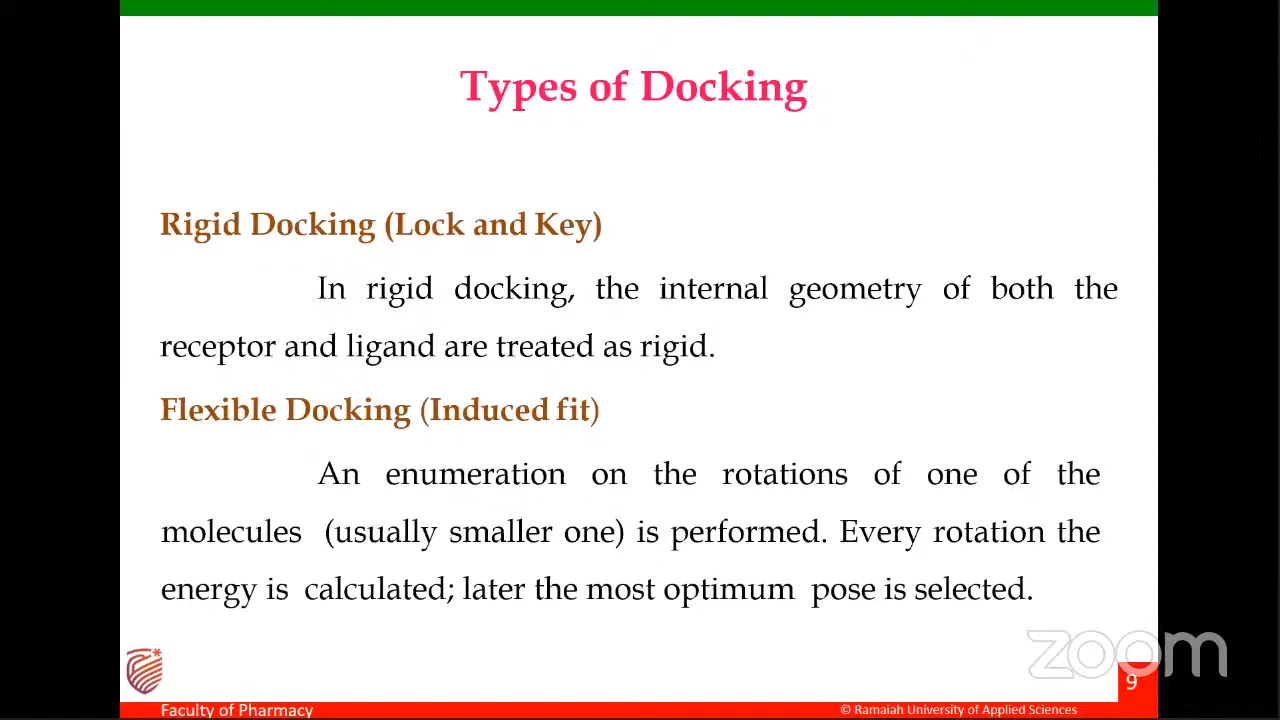 Types of Docking
Rigid Docking (Lock and Key)
In rigid docking, the internal geometry of both the
receptor and ligand are treated as rigid.
Flexible Docking (Induced fit)
An enumeration on the rotations of one of the
molecules (usually smaller one) is performed. Every rotation the
energy is calculated; later the most optimum pose is selected.
zoom
9
Faculty of Pharmacy
© Ramaiah University of Applied Sciences